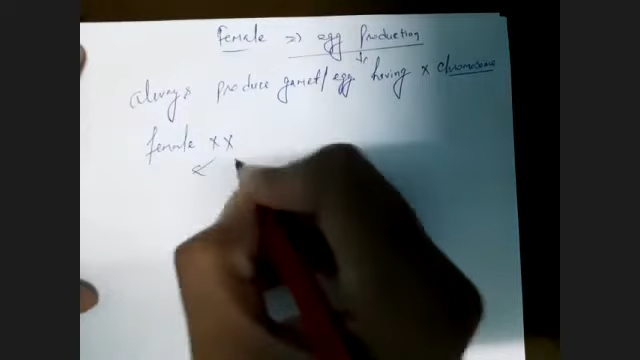 female => egg Production
always produce gamet/egg having x chromosome
female xx